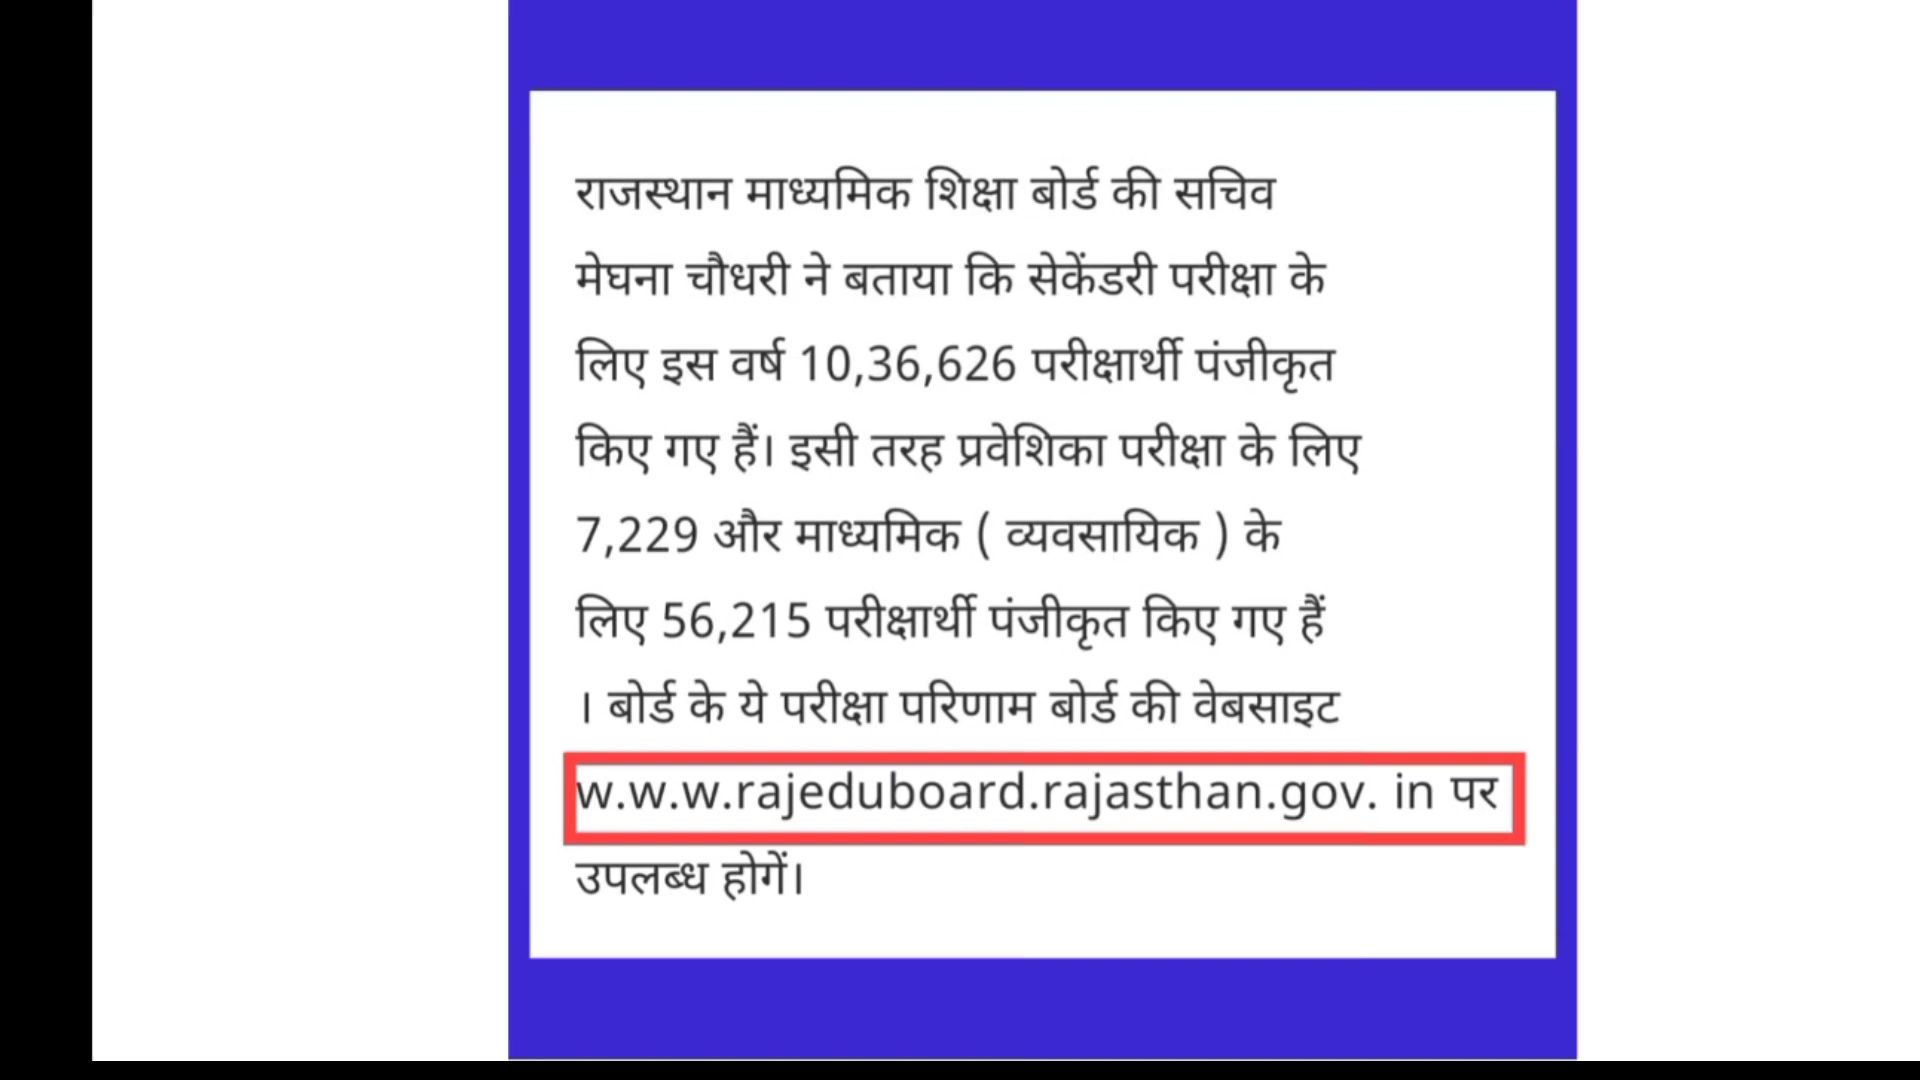 राजस्थान माध्यमिक शिक्षा बोर्ड की सचिव
मेघना चौधरी ने बताया कि सेकेंडरी परीक्षा के
लिए इस वर्ष 10,36,626 परीक्षार्थी पंजीकृत
किए गए हैं। इसी तरह प्रवेशिका परीक्षा के लिए
7,229 और माध्यमिक ( व्यवसायिक ) के
लिए 56,215 परीक्षार्थी पंजीकृत किए गए हैं
। बोर्ड के ये परीक्षा परिणाम बोर्ड की वेबसाइट
w.w.w.rajeduboard.rajasthan.gov. in पर
उपलब्ध होगें।